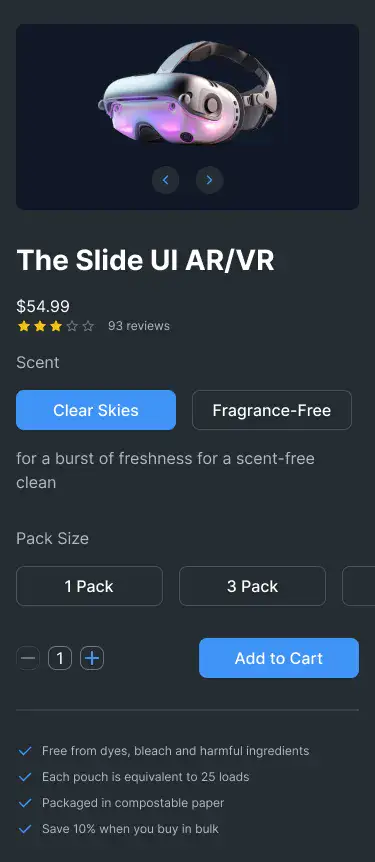 The Slide UI AR/VR
$54.99
93 reviews
Scent
Clear Skies
Fragrance-Free
for a burst of freshness for a scent-free
clean
Pack Size
1 Pack
3 Pack
1
Add to Cart
Free from dyes, bleach and harmful ingredients
Each pouch is equivalent to 25 loads
Packaged in compostable paper
Save 10% when you buy in bulk